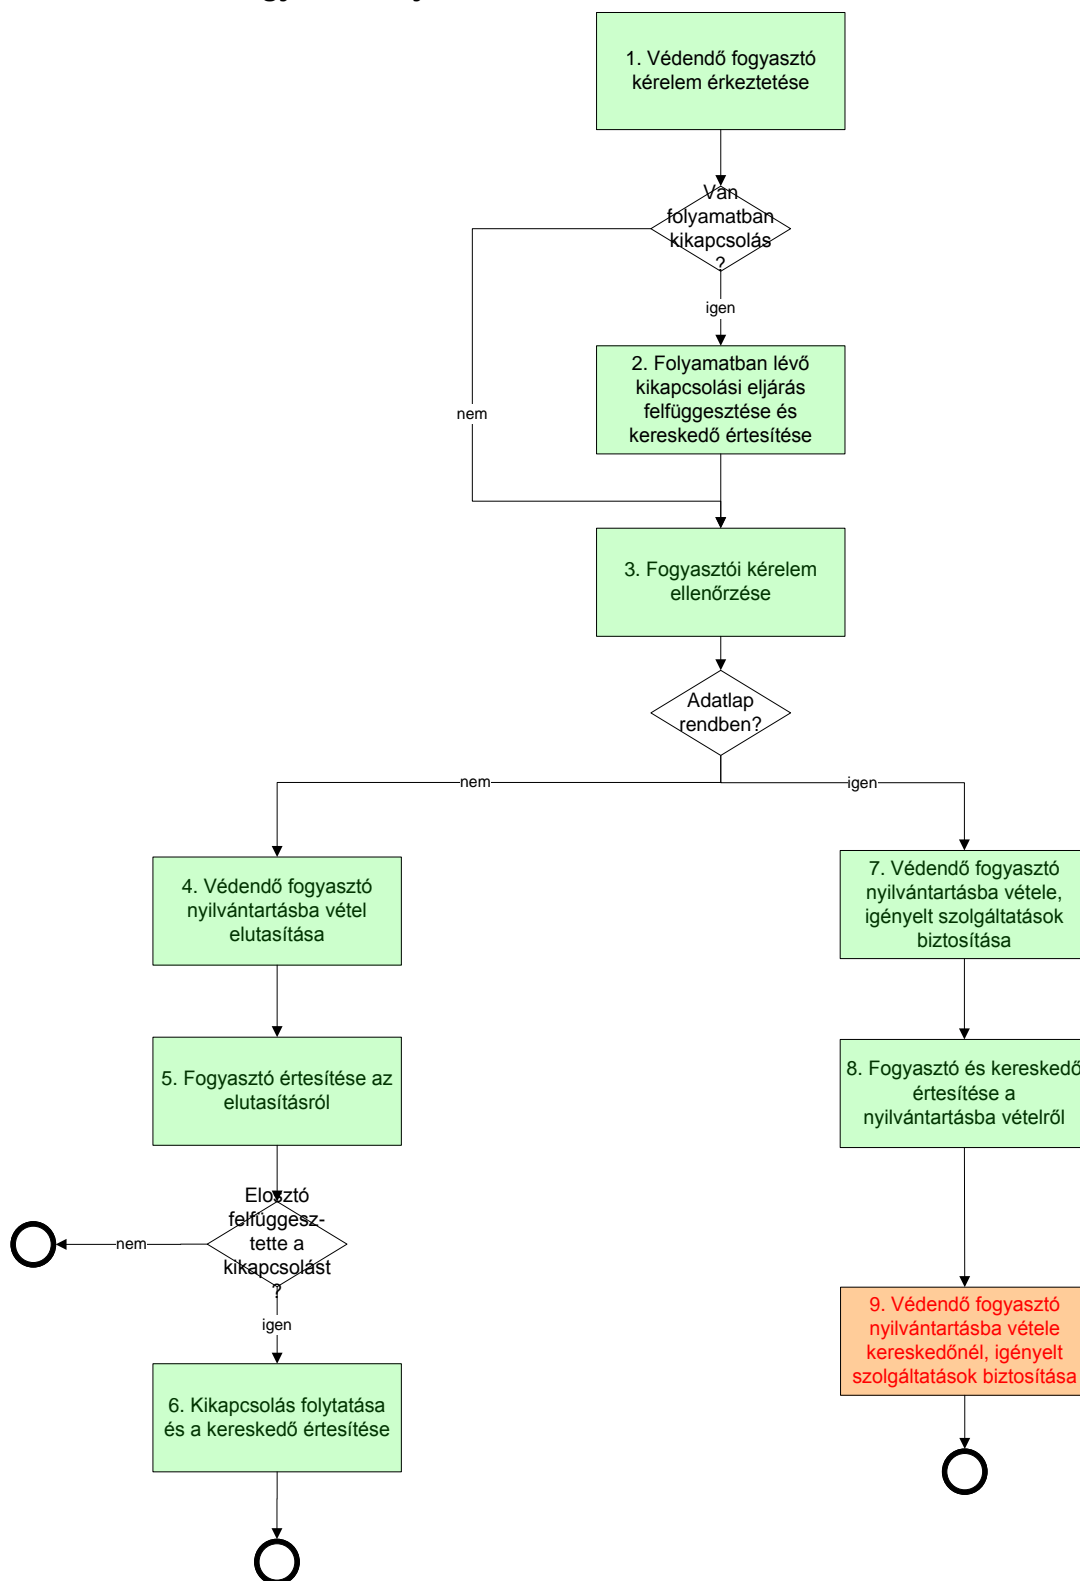 1. Védendő fogyasztó
kérelem érkeztetése
Van
folyamatban
kikapcsolás
?
igen
2. Folyamatban lévő
kikapcsolási eljárás
felfüggesztése és
kereskedő értesítése
nem
3. Fogyasztói kérelem
ellenőrzése
Adatlap
rendben?
nem
igen
4. Védendő fogyasztó
nyilvántartásba vétel
elutasítása
7. Védendő fogyasztó
nyilvántartásba vétele,
igényelt szolgáltatások
biztosítása
5. Fogyasztó értesítése az
elutasításról
8. Fogyasztó és kereskedő
értesítése a
nyilvántartásba vételről
Elosztó
felfüggesz-
tette a
kikapcsolást
?
nem
igen
9. Védendő fogyasztó
nyilvántartásba vétele
kereskedőnél, igényelt
szolgáltatások biztosítása
6. Kikapcsolás folytatása
és a kereskedő értesítése